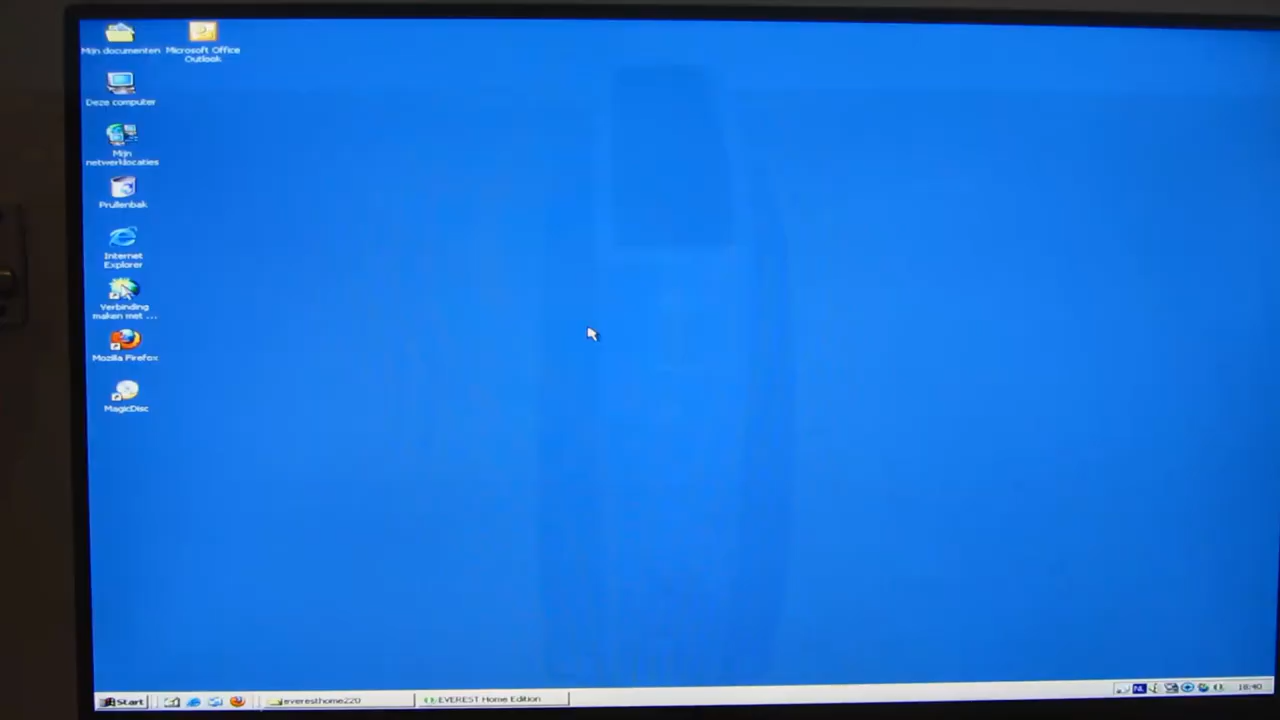 Mijn documenten
Microsoft Office
Outlook
Deze computer
Mijn
netwerklocaties
Prullenbak
Internet
Explorer
Verbinding
maken met ...
Mozilla Firefox
MagicDisc
Start
everesthome220
EVEREST Home Edition
NL
18:40